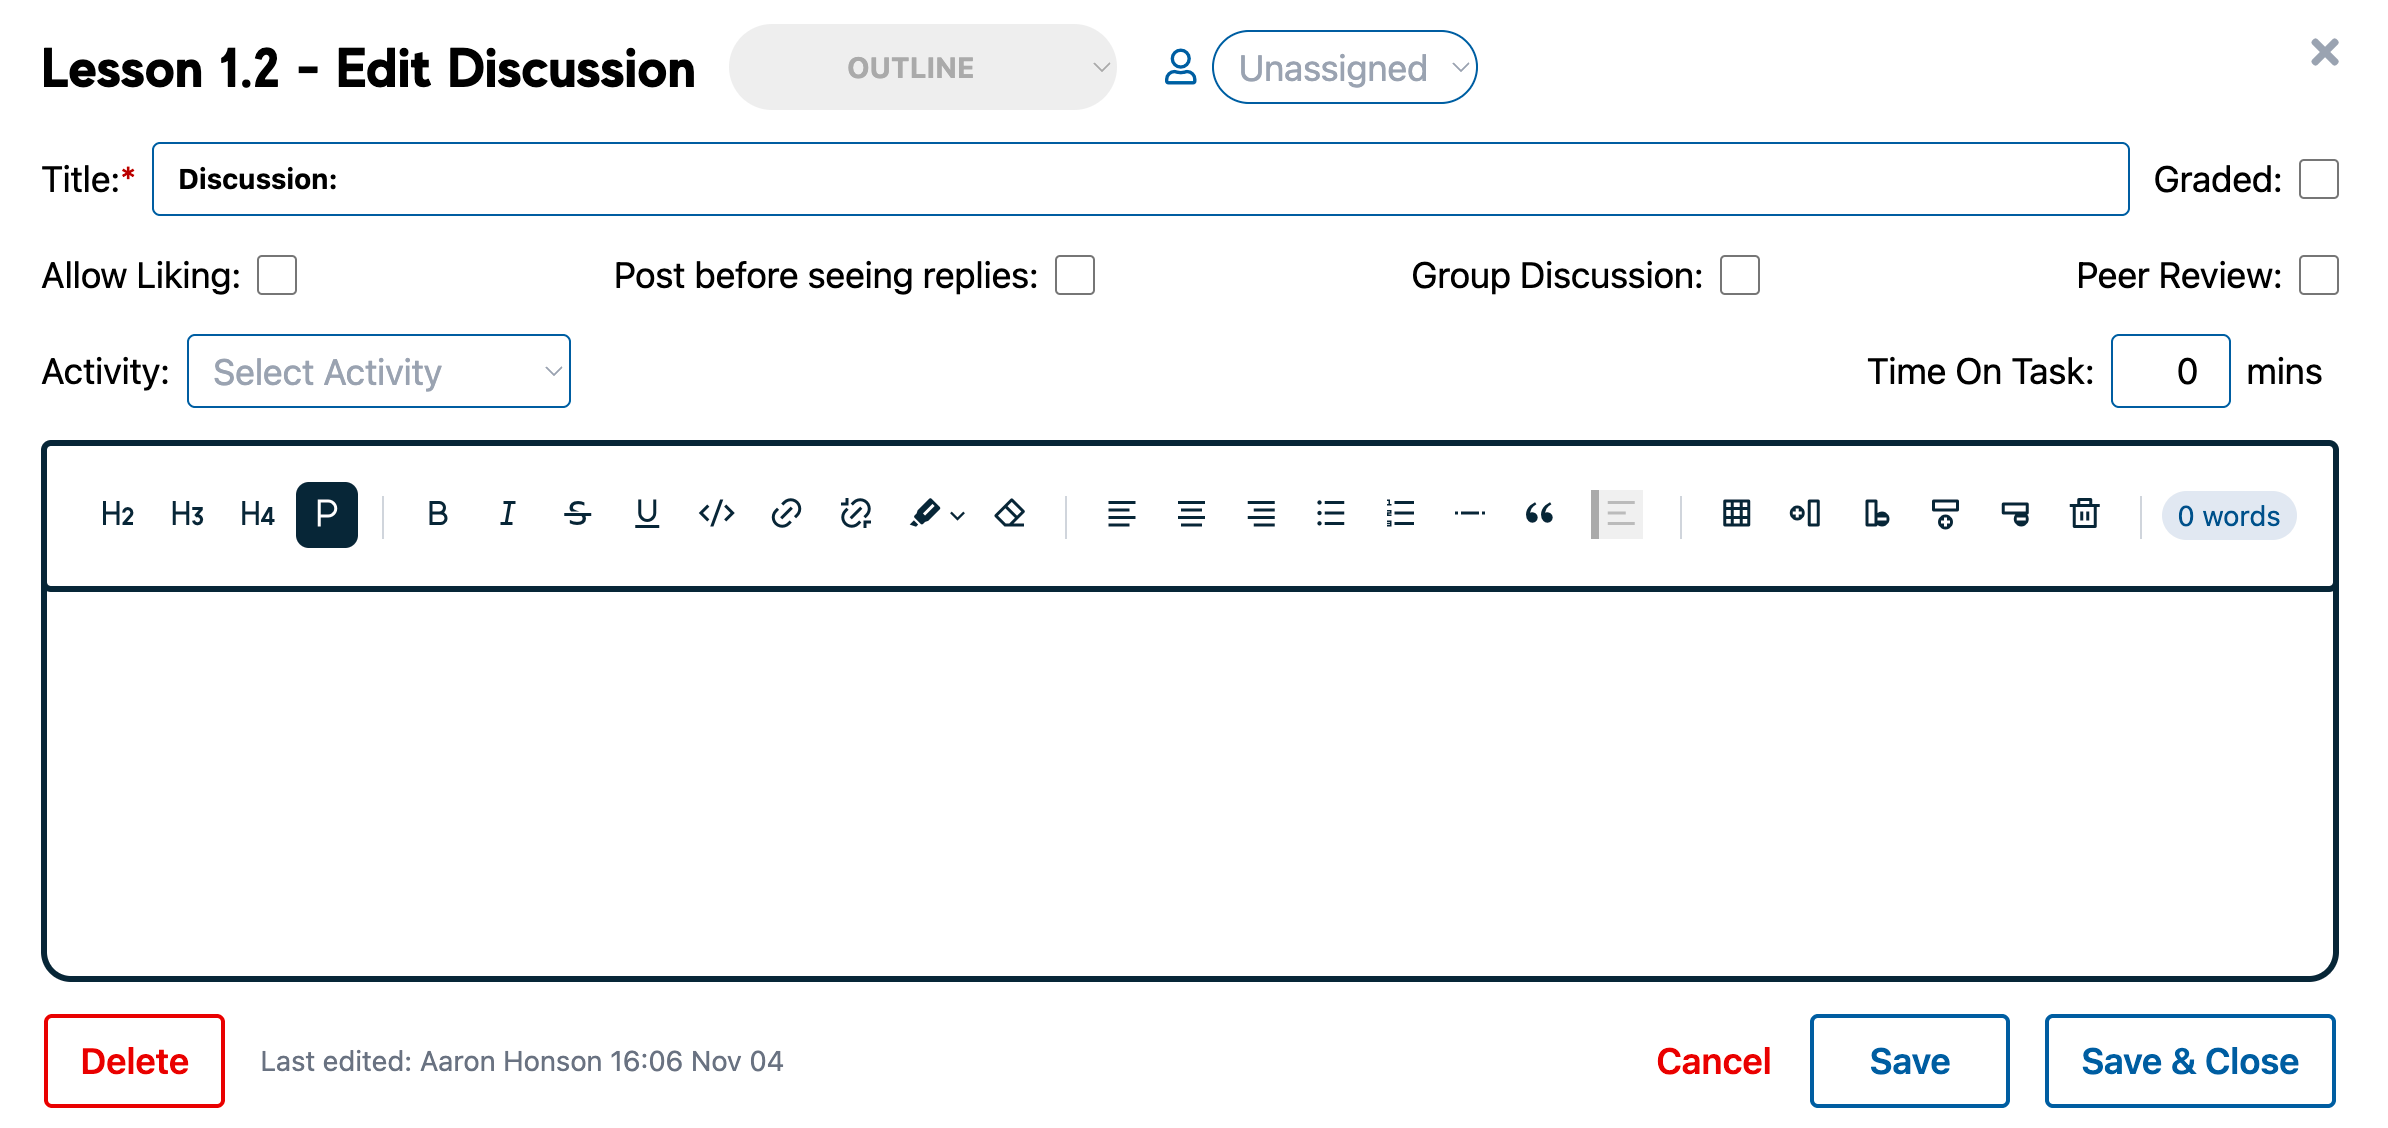 Lesson 1.2 - Edit Discussion OUTLINE Unassigned
Title:* Discussion: Graded:
Allow Liking: Post before seeing replies: Group Discussion: Peer Review:
Activity: Select Activity Time On Task: 0 mins
H2 H3 H4 P B I S U </> 0 words
Delete Last edited: Aaron Honson 16:06 Nov 04 Cancel Save Save & Close